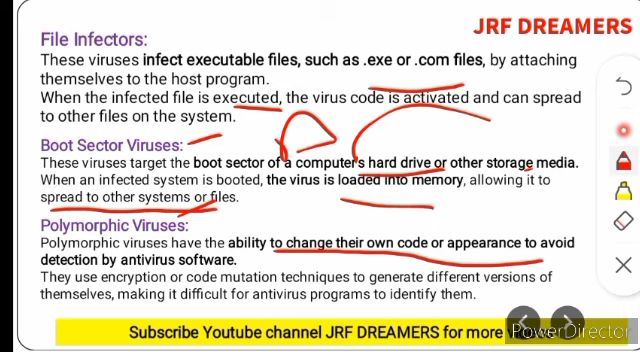 JRF DREAMERS
File Infectors:
These viruses infect executable files, such as .exe or .com files, by attaching
themselves to the host program.
When the infected file is executed, the virus code is activated and can spread
to other files on the system.
Boot Sector Viruses:
These viruses target the boot sector of a computer's hard drive or other storage media.
When an infected system is booted, the virus is loaded into memory, allowing it to
spread to other systems or files.
Polymorphic Viruses:
Polymorphic viruses have the ability to change their own code or appearance to avoid
detection by antivirus software.
They use encryption or code mutation techniques to generate different versions of
themselves, making it difficult for antivirus programs to identify them.
Subscribe Youtube channel JRF DREAMERS for more
PowerDirector